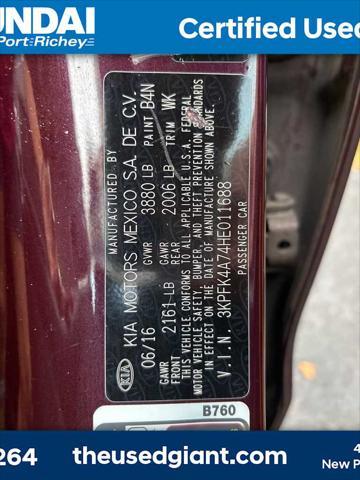 UNDAI
Port-Richey
Certified Used
MANUFACTURED BY
KIA MOTORS MEXICO S.A. DE C.V.
06/16 GVWR 3880 LB PAINT B4N
GAWR FRONT 2161 LB GAWR REAR 2006 LB TRIM WK
THIS VEHICLE CONFORMS TO ALL APPLICABLE U.S.A. FEDERAL
MOTOR VEHICLE SAFETY, BUMPER, AND THEFT PREVENTION STANDARDS
IN EFFECT ON THE DATE OF MANUFACTURE SHOWN ABOVE.
V.I.N. 3KPFK4A74HE011688
PASSENGER CAR
KIA
B760
264
theusedgiant.com
4
New P